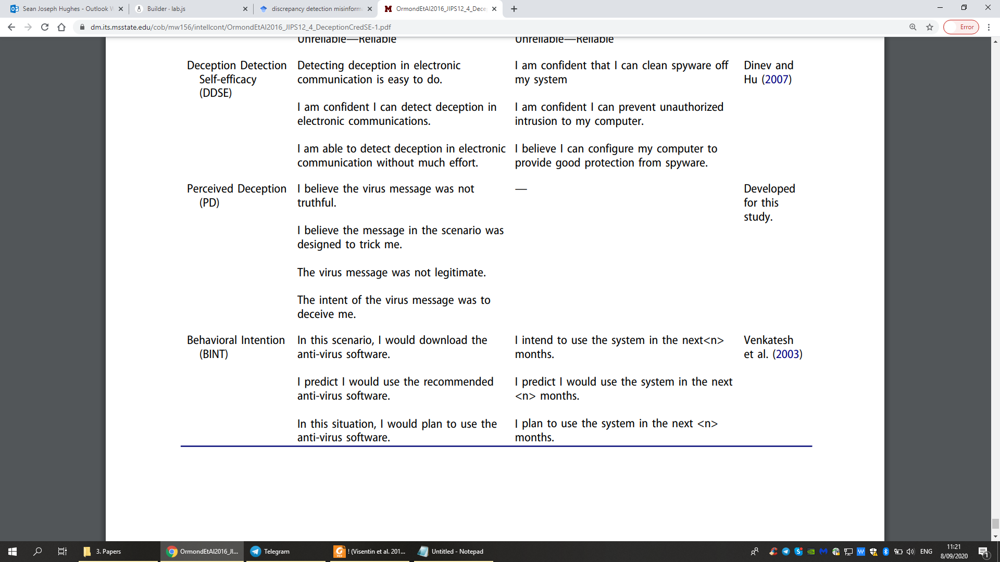 Sean Joseph Hughes - Outlook
Builder · lab.js
discrepancy detection misinform
OrmondEtAl2016_JIPS12_4_Dece
dm.its.msstate.edu/cob/mw156/intellcont/OrmondEtAl2016_JIPS12_4_DeceptionCredSE-1.pdf
Error
Unreliable—Reliable
Unreliable—Reliable
Deception Detection
Self-efficacy
(DDSE)
Detecting deception in electronic
communication is easy to do.
I am confident that I can clean spyware off
my system
Dinev and
Hu (2007)
I am confident I can detect deception in
electronic communications.
I am confident I can prevent unauthorized
intrusion to my computer.
I am able to detect deception in electronic
communication without much effort.
I believe I can configure my computer to
provide good protection from spyware.
Perceived Deception
(PD)
I believe the virus message was not
truthful.
—
Developed
for this
study.
I believe the message in the scenario was
designed to trick me.
The virus message was not legitimate.
The intent of the virus message was to
deceive me.
Behavioral Intention
(BINT)
In this scenario, I would download the
anti-virus software.
I intend to use the system in the next<n>
months.
Venkatesh
et al. (2003)
I predict I would use the recommended
anti-virus software.
I predict I would use the system in the next
<n> months.
In this situation, I would plan to use the
anti-virus software.
I plan to use the system in the next <n>
months.
3. Papers
OrmondEtAl2016_JI...
Telegram
! (Visentin et al. 201...
Untitled - Notepad
ENG
11:21
8/09/2020
1